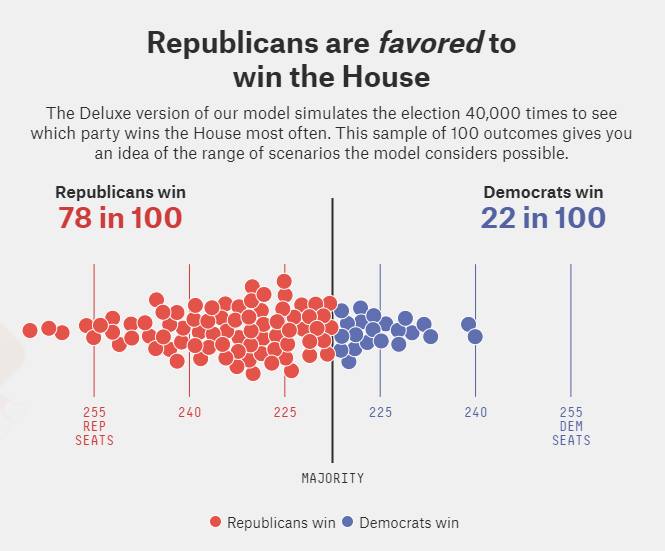 Republicans are favored to
win the House
The Deluxe version of our model simulates the election 40,000 times to see
which party wins the House most often. This sample of 100 outcomes gives you
an idea of the range of scenarios the model considers possible.
Republicans win
78 in 100
Democrats win
22 in 100
255
REP
SEATS
240
225
225
240
255
DEM
SEATS
MAJORITY
Republicans win
Democrats win